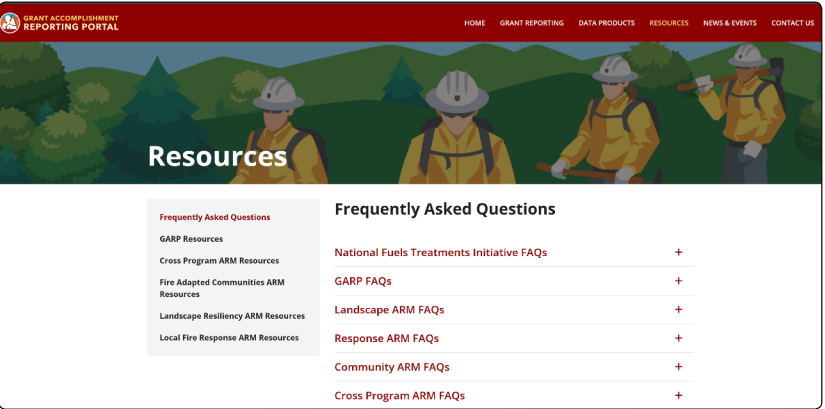 GRANT ACCOMPLISHMENT
REPORTING PORTAL
HOME GRANT REPORTING DATA PRODUCTS RESOURCES NEWS & EVENTS CONTACT US
Resources
Frequently Asked Questions
GARP Resources
Cross Program ARM Resources
Fire Adapted Communities ARM
Resources
Landscape Resiliency ARM Resources
Local Fire Response ARM Resources
Frequently Asked Questions
National Fuels Treatments Initiative FAQs +
GARP FAQs +
Landscape ARM FAQs +
Response ARM FAQs +
Community ARM FAQs +
Cross Program ARM FAQs +